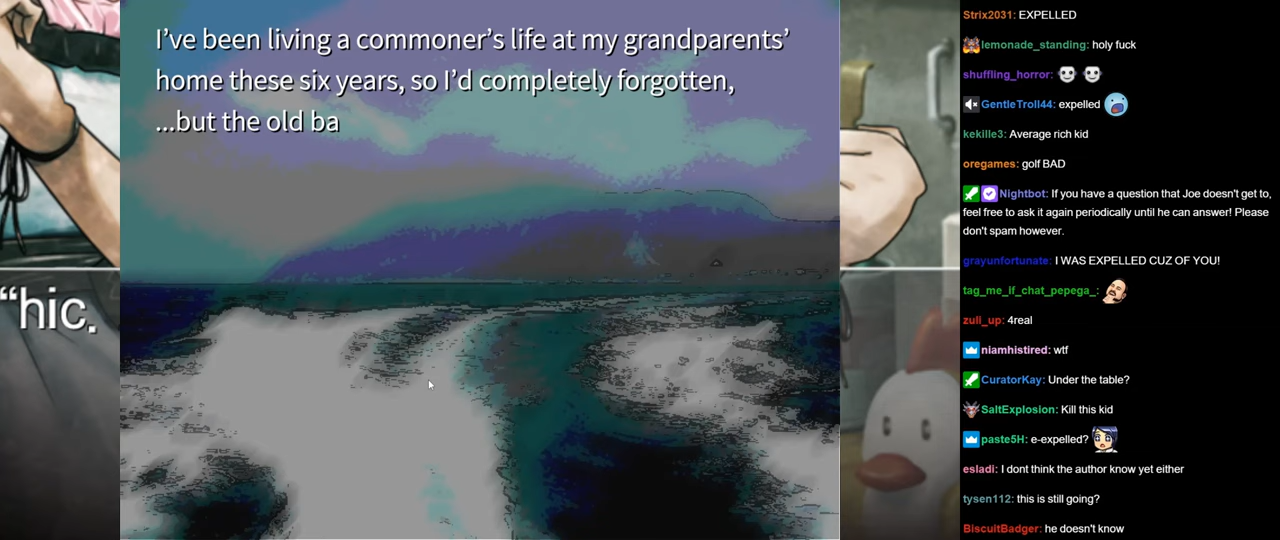 I’ve been living a commoner’s life at my grandparents’
home these six years, so I’d completely forgotten,
...but the old ba
“hic.
Strix2031: EXPELLED
lemonade_standing: holy fuck
shuffling_horror:
GentleTroll44: expelled
kekille3: Average rich kid
oregames: golf BAD
Nightbot: If you have a question that Joe doesn't get to,
feel free to ask it again periodically until he can answer! Please
don't spam however.
grayunfortunate: I WAS EXPELLED CUZ OF YOU!
tag_me_if_chat_pepega_:
zuli_up: 4real
niamhistired: wtf
CuratorKay: Under the table?
SaltExplosion: Kill this kid
paste5H: e-expelled?
esladi: I dont think the author know yet either
tysen112: this is still going?
BiscuitBadger: he doesn't know